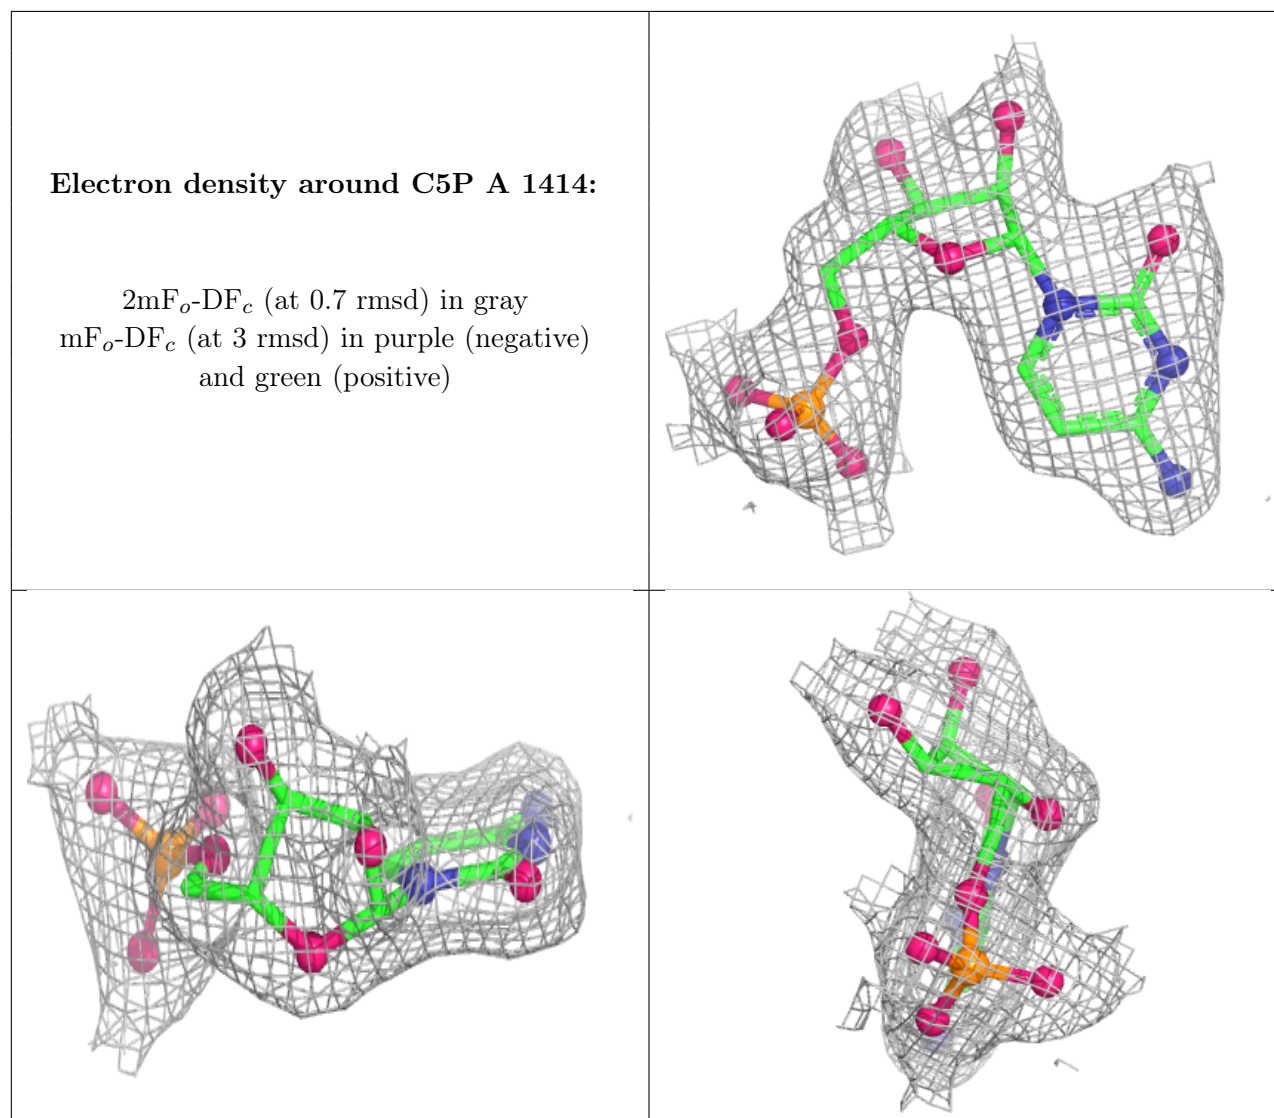 Electron density around C5P A 1414:
2mFo-DFc (at 0.7 rmsd) in gray
mFo-DFc (at 3 rmsd) in purple (negative)
and green (positive)